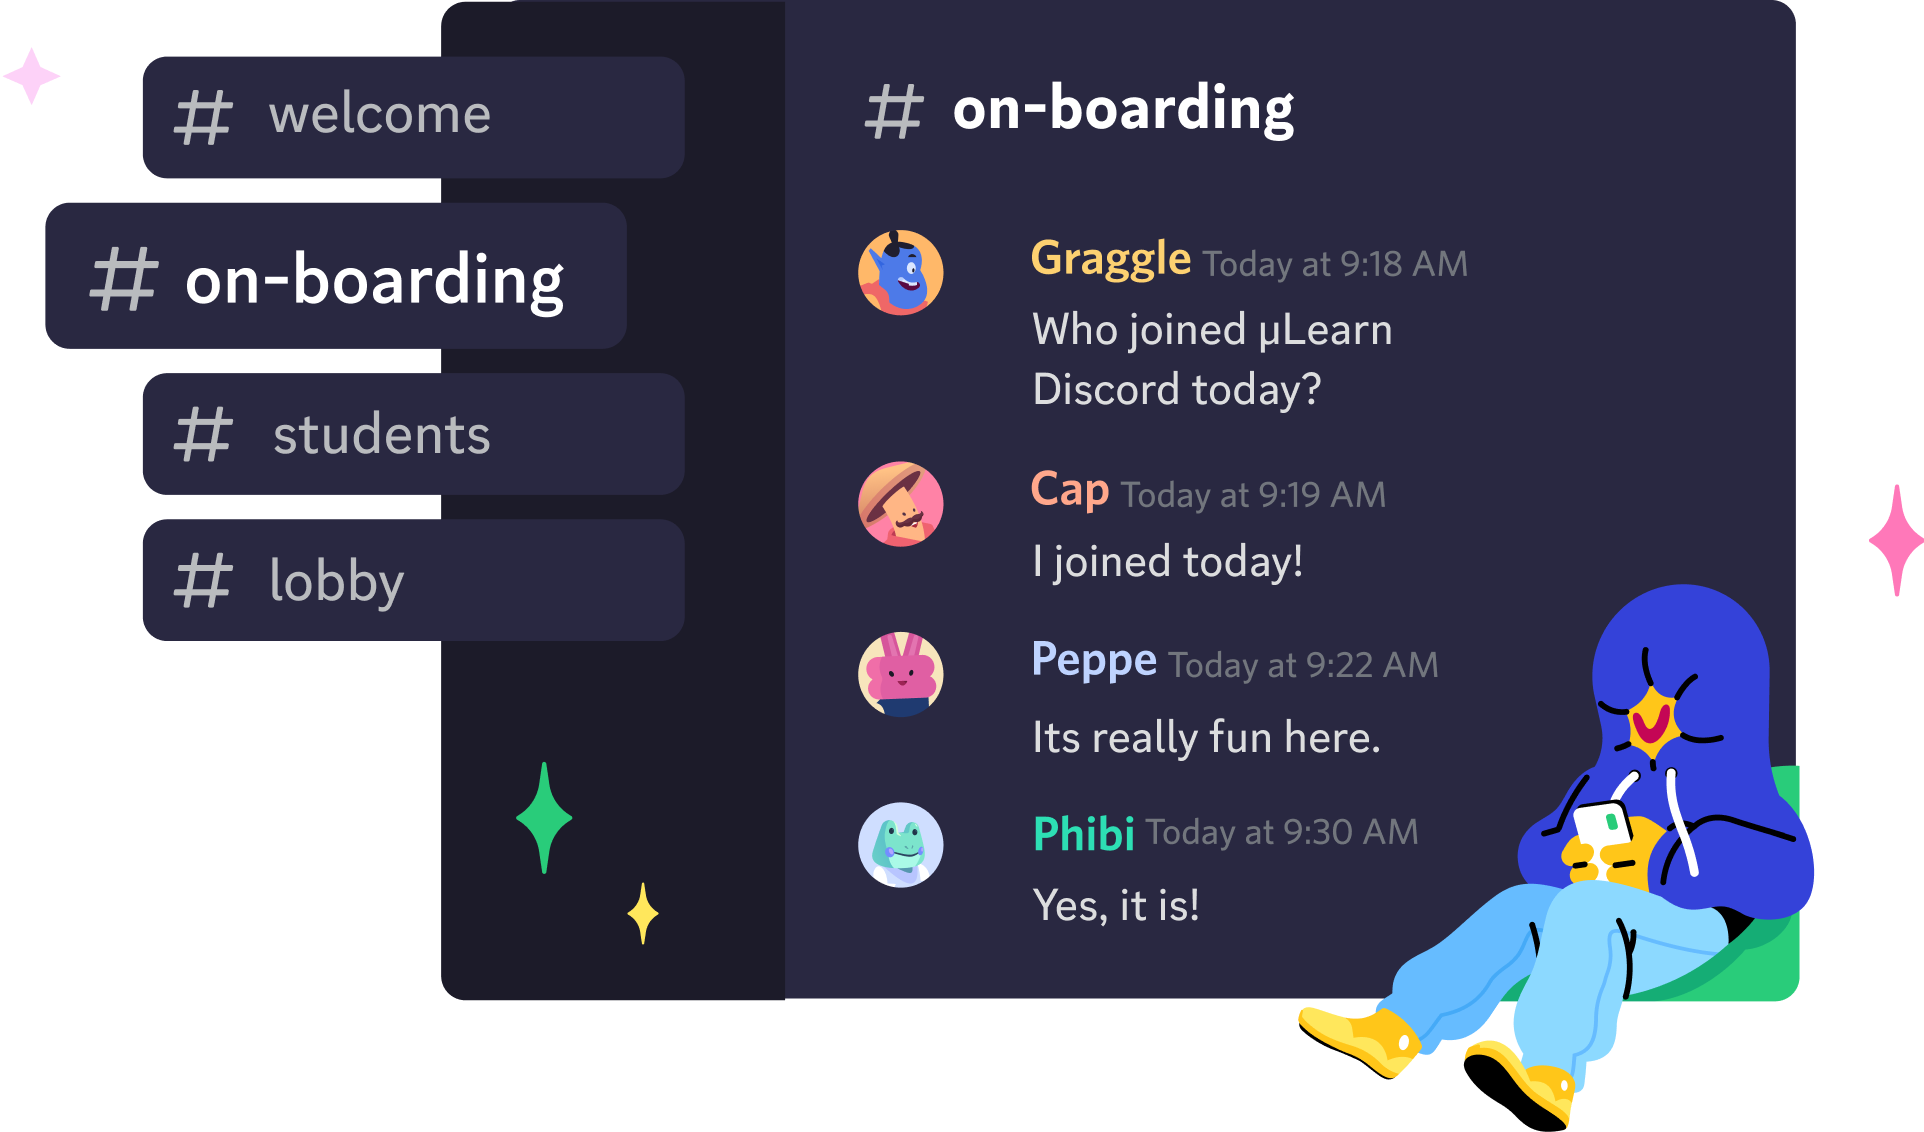 # welcome
# on-boarding
# students
# lobby
# on-boarding
Graggle Today at 9:18 AM
Who joined µLearn
Discord today?
Cap Today at 9:19 AM
I joined today!
Peppe Today at 9:22 AM
Its really fun here.
Phibi Today at 9:30 AM
Yes, it is!